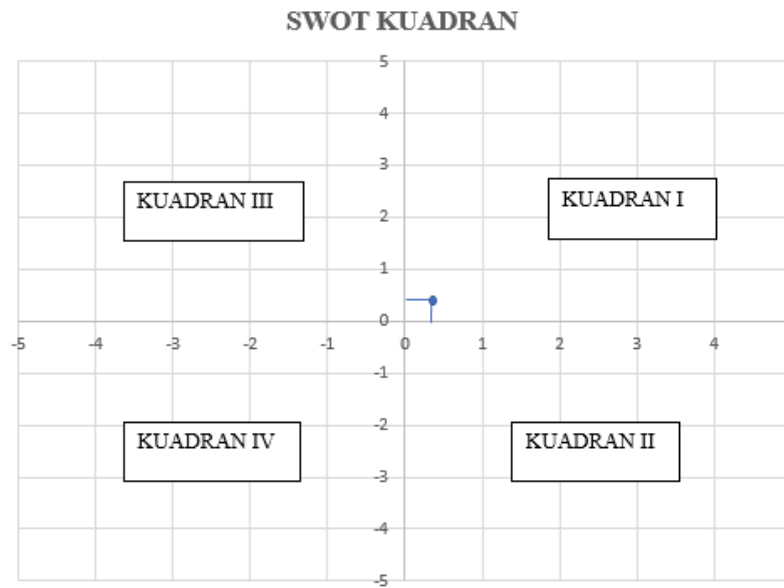 SWOT KUADRAN
5
4
3
KUADRAN III
KUADRAN I
2
1
0
-5 -4 -3 -2 -1 0 1 2 3 4
-1
-2
KUADRAN IV
KUADRAN II
-3
-4
-5